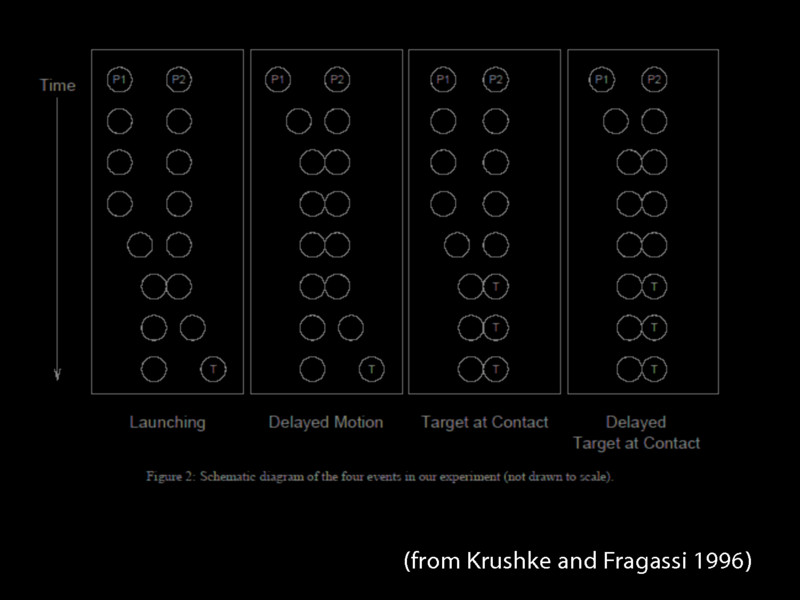 Time
P1 P2 P1 P2 P1 P2 P1 P2
T T
T T
T T T T
Launching Delayed Motion Target at Contact Delayed
Target at Contact
Figure 2: Schematic diagram of the four events in our experiment (not drawn to scale).
(from Krushke and Fragassi 1996)